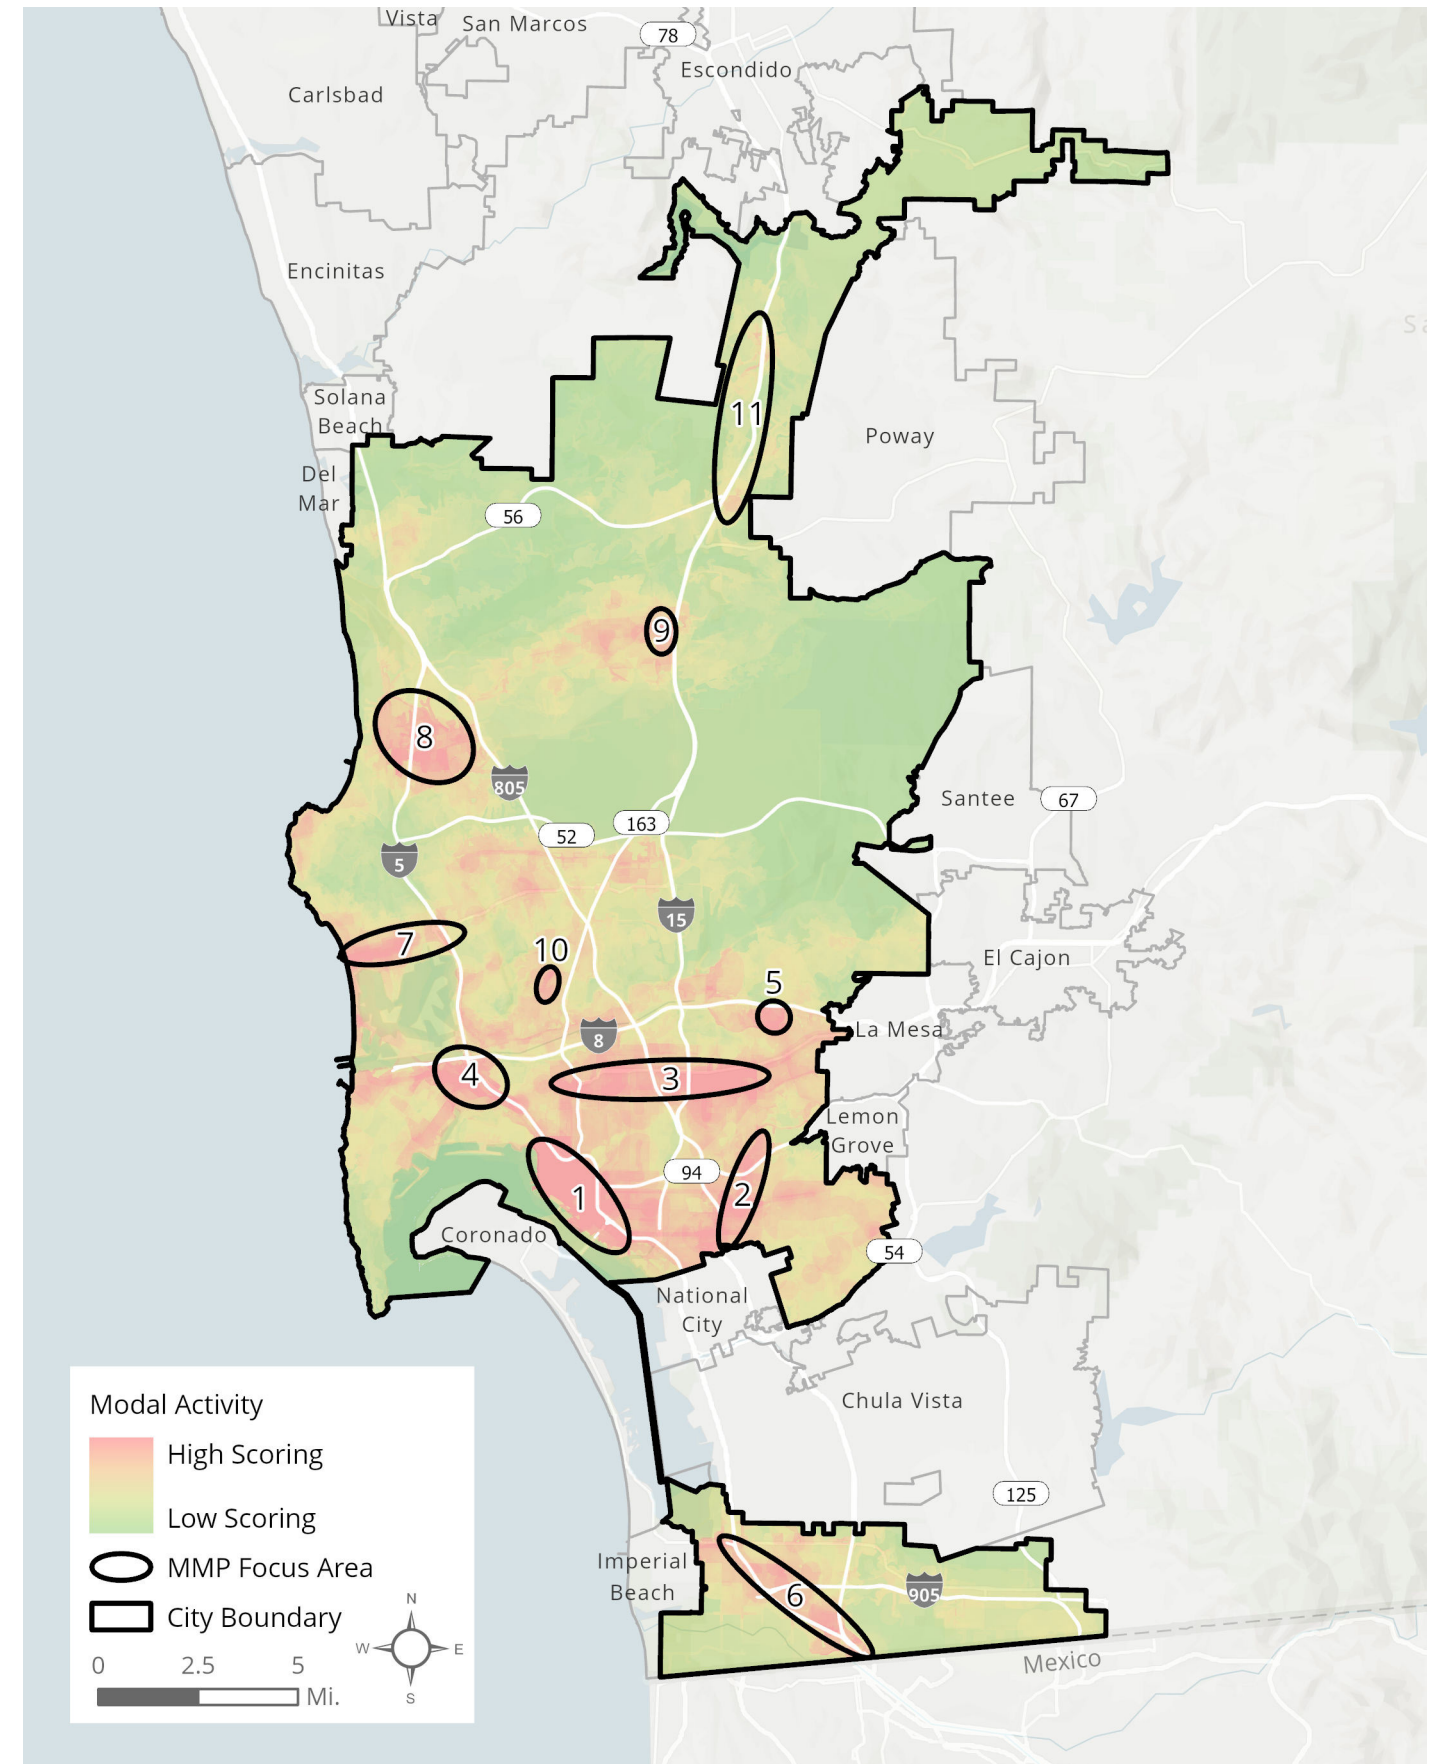 Vista
San Marcos
78
Escondido
Carlsbad
Encinitas
Sa
Solana
Beach
11
Poway
Del
Mar
56
9
8
805
Santee
67
163
52
5
15
7
10
El Cajon
5
8
La Mesa
4
3
Lemon
Grove
94
2
1
Coronado
54
National
City
Chula Vista
125
Imperial
Beach
6
905
Mexico
Modal Activity
High Scoring
Low Scoring
MMP Focus Area
City Boundary
N
W
E
S
0 2.5 5
Mi.